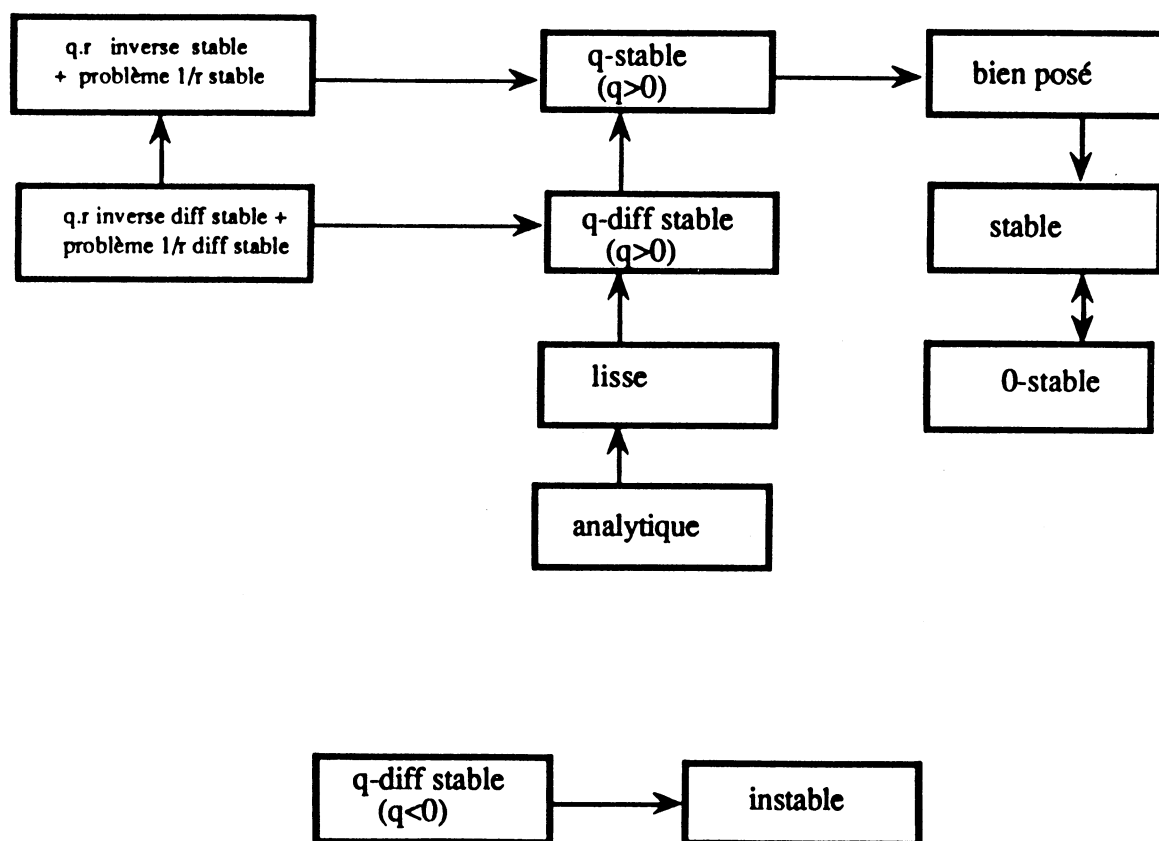 q.r inverse stable
+ problème 1/r stable
q-stable
(q>0)
bien posé
q.r inverse diff stable +
problème 1/r diff stable
q-diff stable
(q>0)
stable
lisse
0-stable
analytique
q-diff stable
(q<0)
instable